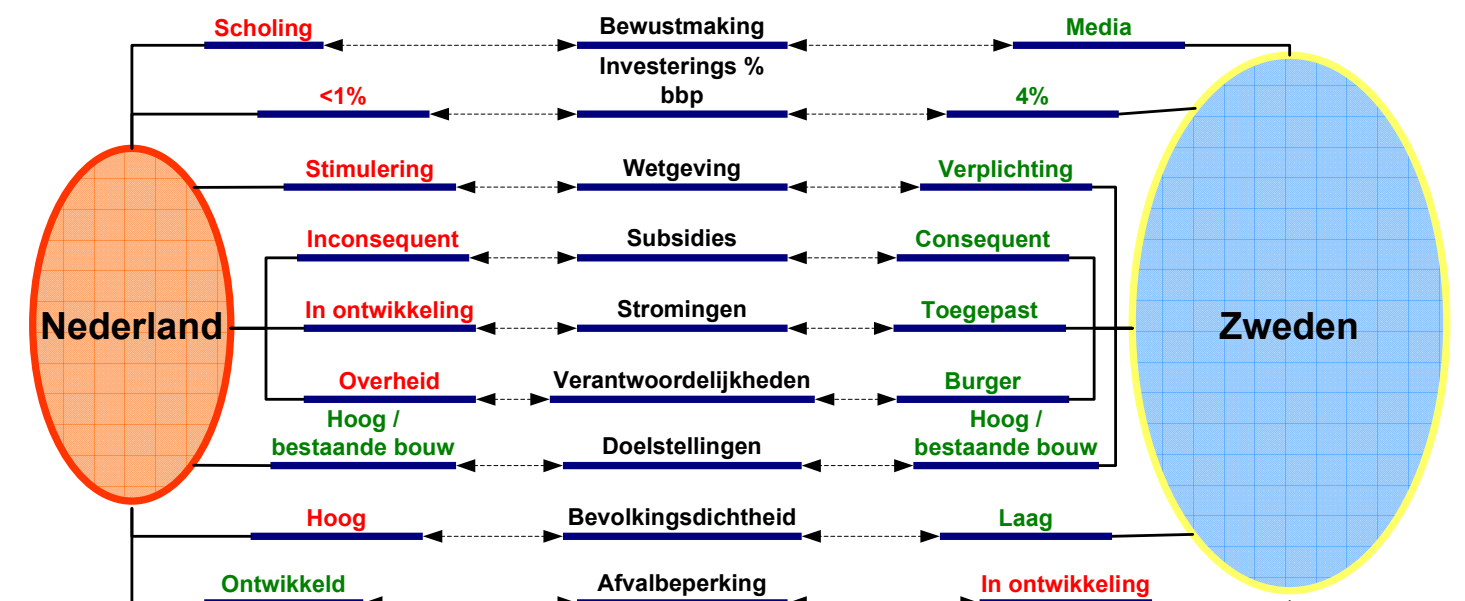 Scholing
Bewustmaking
Media
<1%
Investerings %
bbp
4%
Stimulering
Wetgeving
Verplichting
Inconsequent
Subsidies
Consequent
In ontwikkeling
Stromingen
Toegepast
Nederland
Zweden
Overheid
Verantwoordelijkheden
Burger
Hoog /
bestaande bouw
Doelstellingen
Hoog /
bestaande bouw
Hoog
Bevolkingsdichtheid
Laag
Ontwikkeld
Afvalbeperking
In ontwikkeling